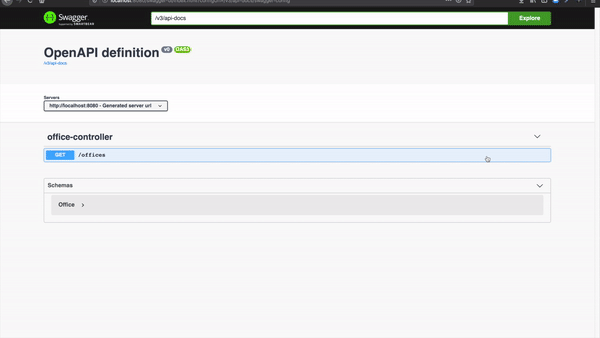 Swagger
Supported by SMARTBEAR
/v3/api-docs
Explore
OpenAPI definition v0 OAS3
/v3/api-docs
Servers
http://localhost:8080 - Generated server url
office-controller
GET /offices
Schemas
Office